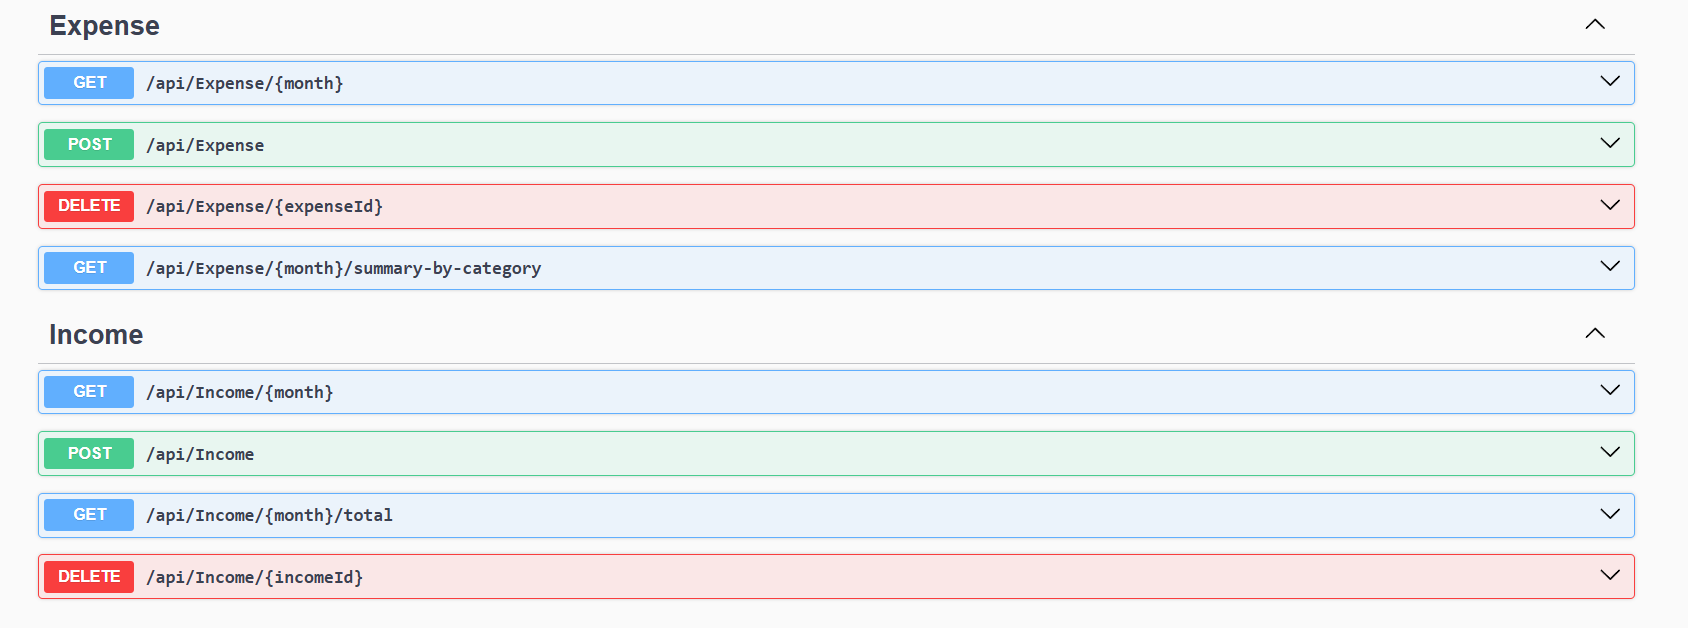 Expense
GET /api/Expense/{month}
POST /api/Expense
DELETE /api/Expense/{expenseId}
GET /api/Expense/{month}/summary-by-category
Income
GET /api/Income/{month}
POST /api/Income
GET /api/Income/{month}/total
DELETE /api/Income/{incomeId}